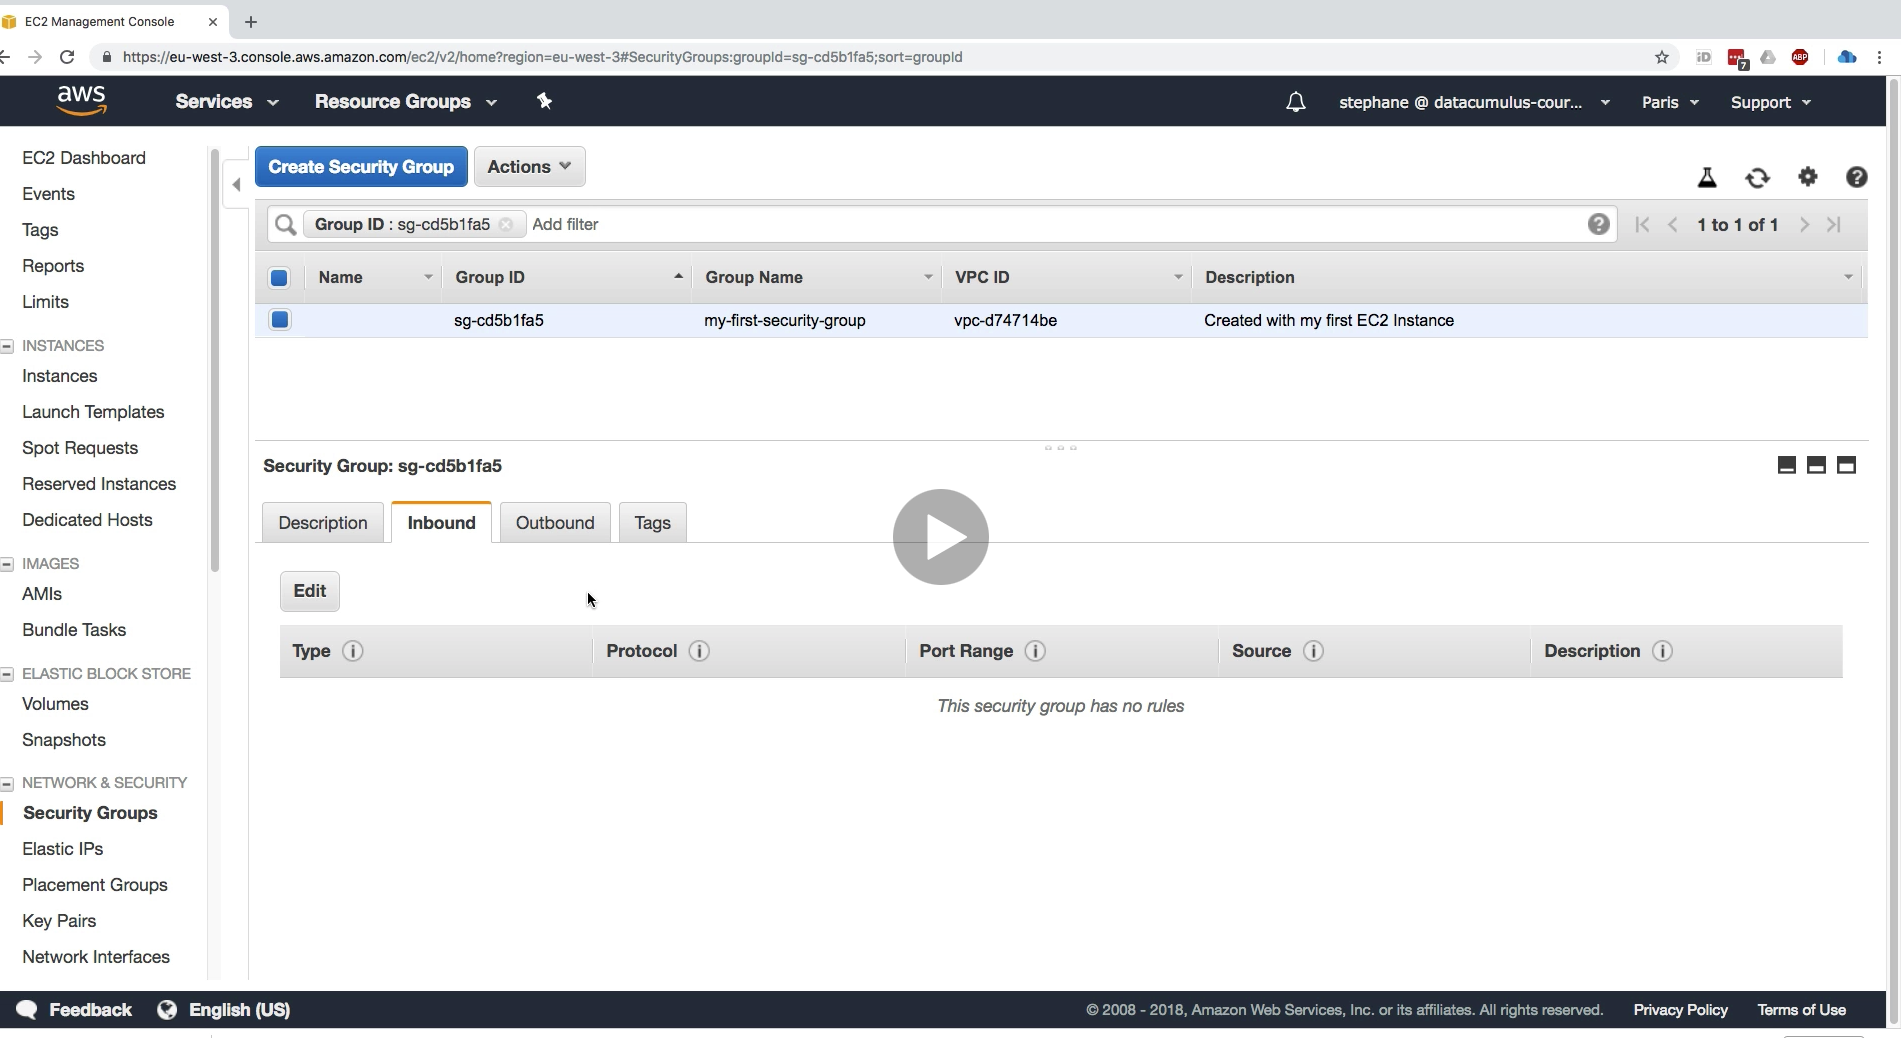 EC2 Management Console
https://eu-west-3.console.aws.amazon.com/ec2/v2/home?region=eu-west-3#SecurityGroups:groupId=sg-cd5b1fa5;sort=groupId
iD
7
ABP
aws
Services
Resource Groups
stephane @ datacumulus-cour...
Paris
Support
EC2 Dashboard
Events
Tags
Reports
Limits
INSTANCES
Instances
Launch Templates
Spot Requests
Reserved Instances
Dedicated Hosts
IMAGES
AMIs
Bundle Tasks
ELASTIC BLOCK STORE
Volumes
Snapshots
NETWORK & SECURITY
Security Groups
Elastic IPs
Placement Groups
Key Pairs
Network Interfaces
Create Security Group
Actions
Group ID : sg-cd5b1fa5
Add filter
1 to 1 of 1
Name
Group ID
Group Name
VPC ID
Description
sg-cd5b1fa5
my-first-security-group
vpc-d74714be
Created with my first EC2 Instance
Security Group: sg-cd5b1fa5
Description
Inbound
Outbound
Tags
Edit
Type
Protocol
Port Range
Source
Description
This security group has no rules
Feedback
English (US)
© 2008 - 2018, Amazon Web Services, Inc. or its affiliates. All rights reserved.
Privacy Policy
Terms of Use